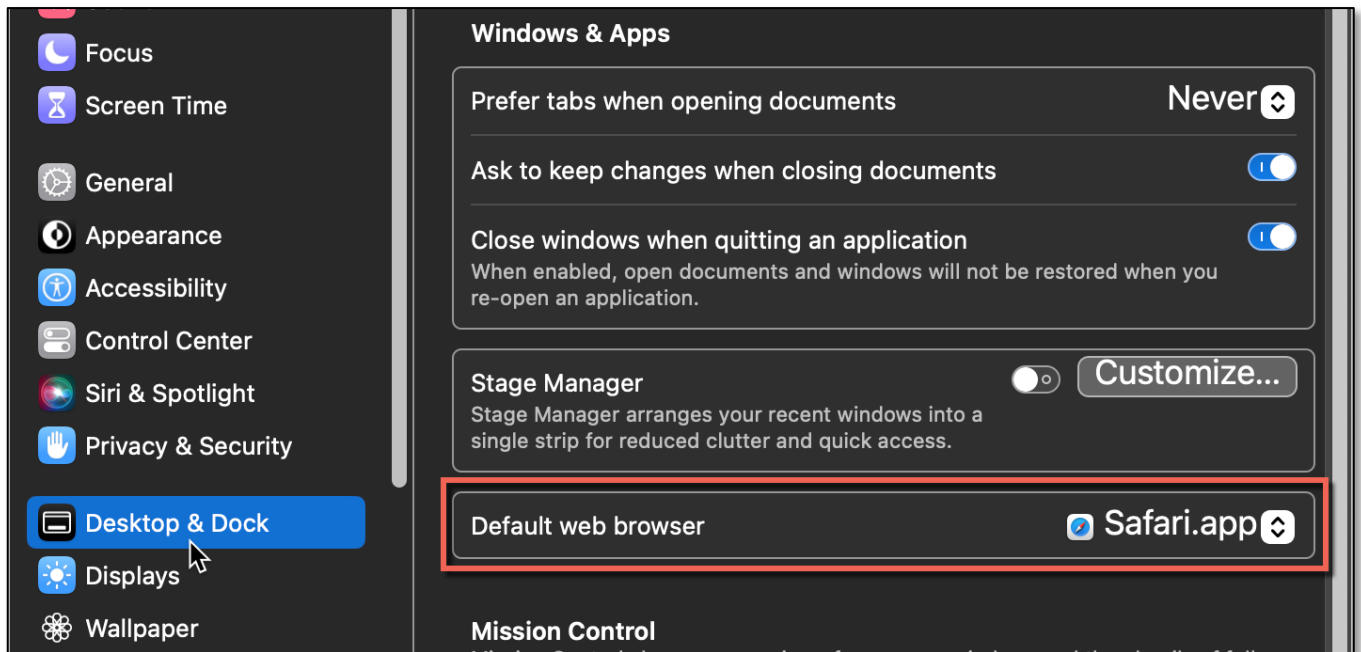 Focus
Screen Time
General
Appearance
Accessibility
Control Center
Siri & Spotlight
Privacy & Security
Desktop & Dock
Displays
Wallpaper
Windows & Apps
Prefer tabs when opening documents Never
Ask to keep changes when closing documents
Close windows when quitting an application
When enabled, open documents and windows will not be restored when you
re-open an application.
Stage Manager Customize...
Stage Manager arranges your recent windows into a
single strip for reduced clutter and quick access.
Default web browser Safari.app
Mission Control